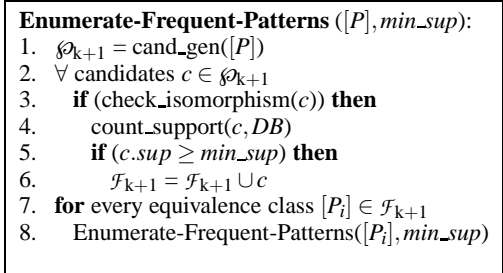 Enumerate-Frequent-Patterns ([P], min_sup):
1. ℘k+1 = cand_gen([P])
2. ∀ candidates c ∈ ℘k+1
3. if (check_isomorphism(c)) then
4. count_support(c, DB)
5. if (c.sup ≥ min_sup) then
6. ℱk+1 = ℱk+1 ∪ c
7. for every equivalence class [Pi] ∈ ℱk+1
8. Enumerate-Frequent-Patterns([Pi], min_sup)